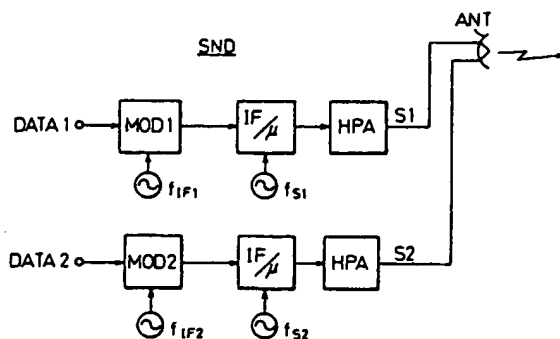 ANT
SND
DATA 1 MOD1 IF/μ HPA S1
f_IF1 f_S1
DATA 2 MOD2 IF/μ HPA S2
f_IF2 f_S2